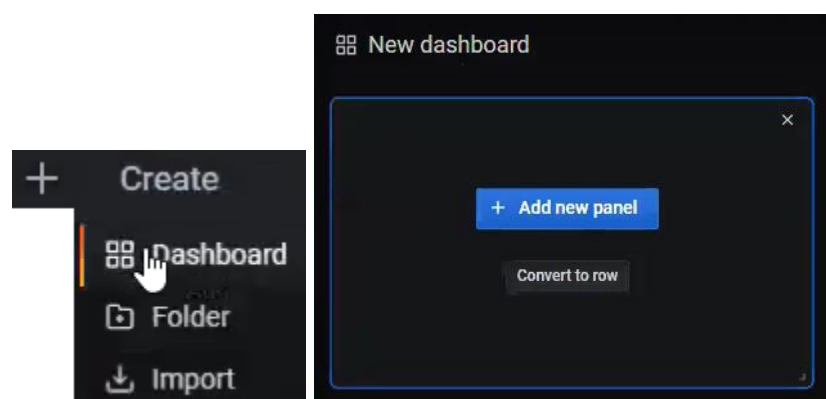 Create
Dashboard
Folder
Import
New dashboard
+ Add new panel
Convert to row